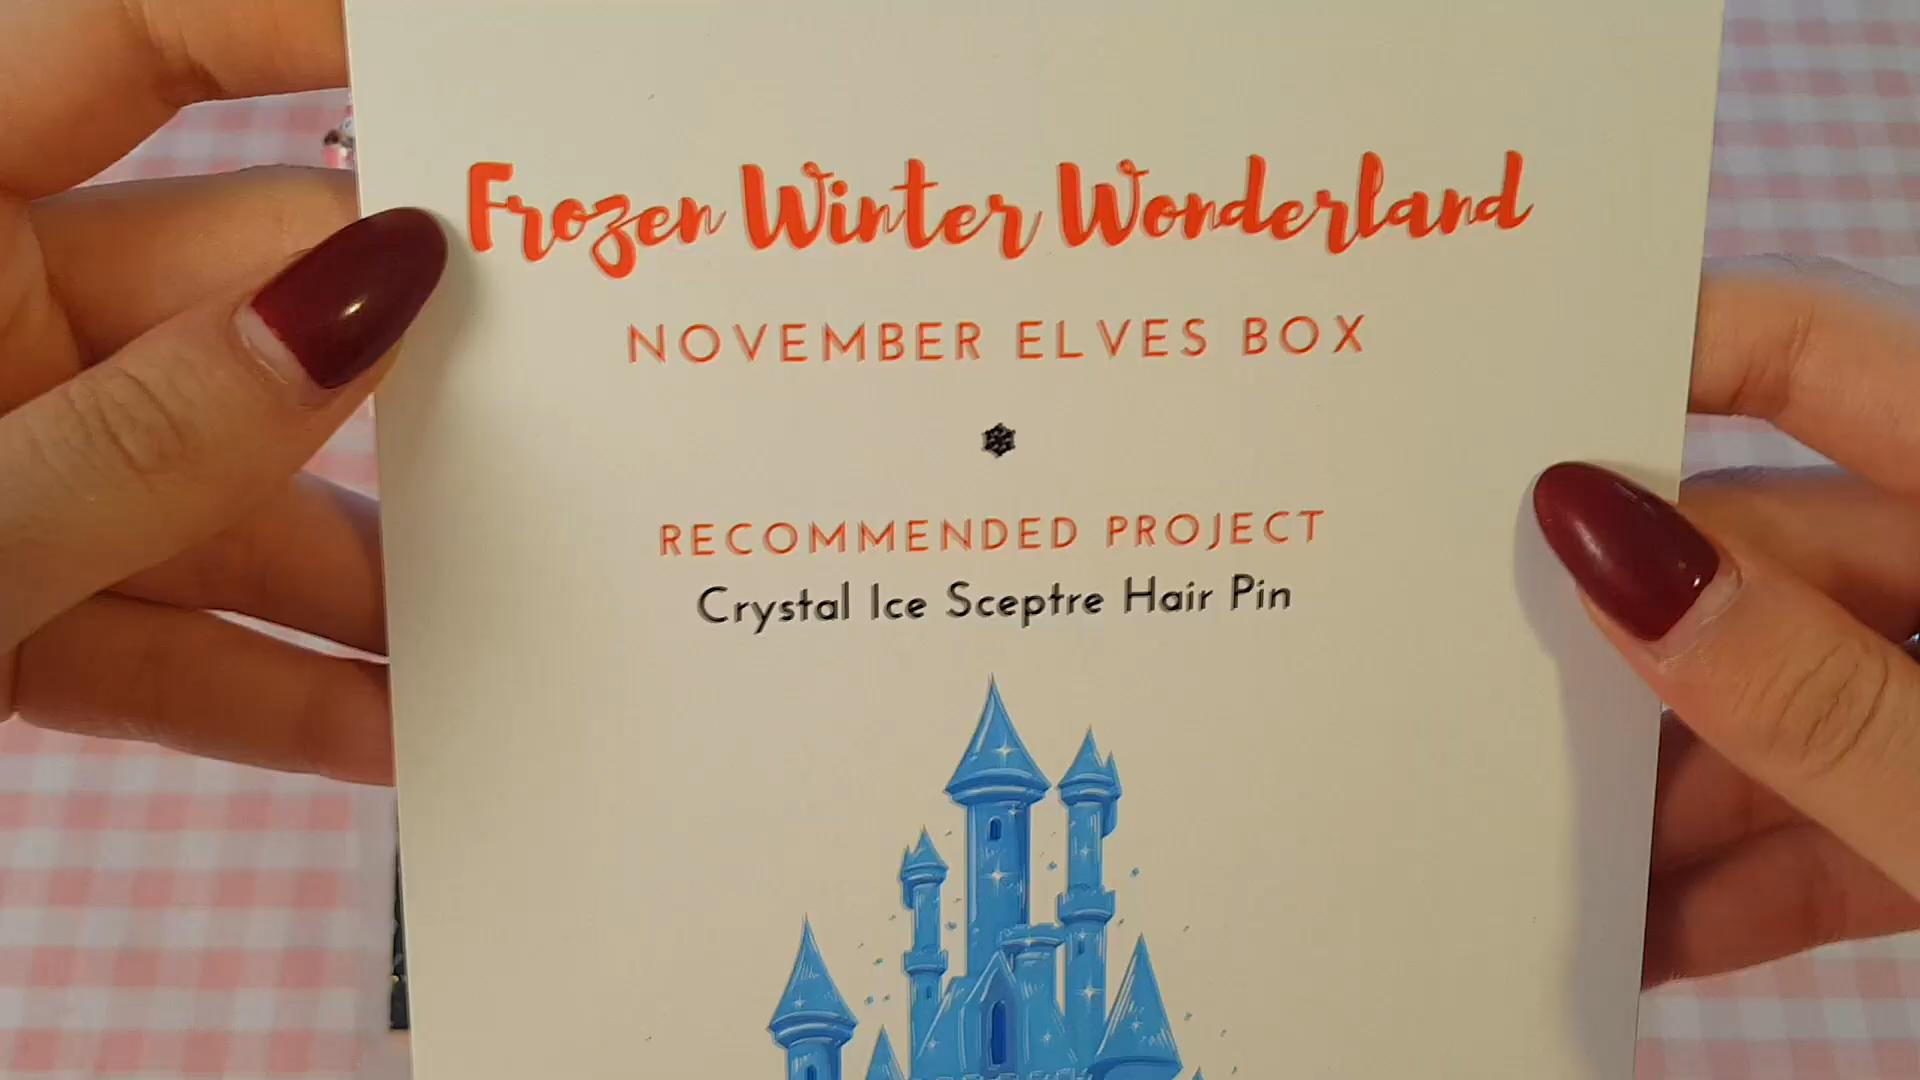 Frozen Winter Wonderland
NOVEMBER ELVES BOX
RECOMMENDED PROJECT
Crystal Ice Sceptre Hair Pin